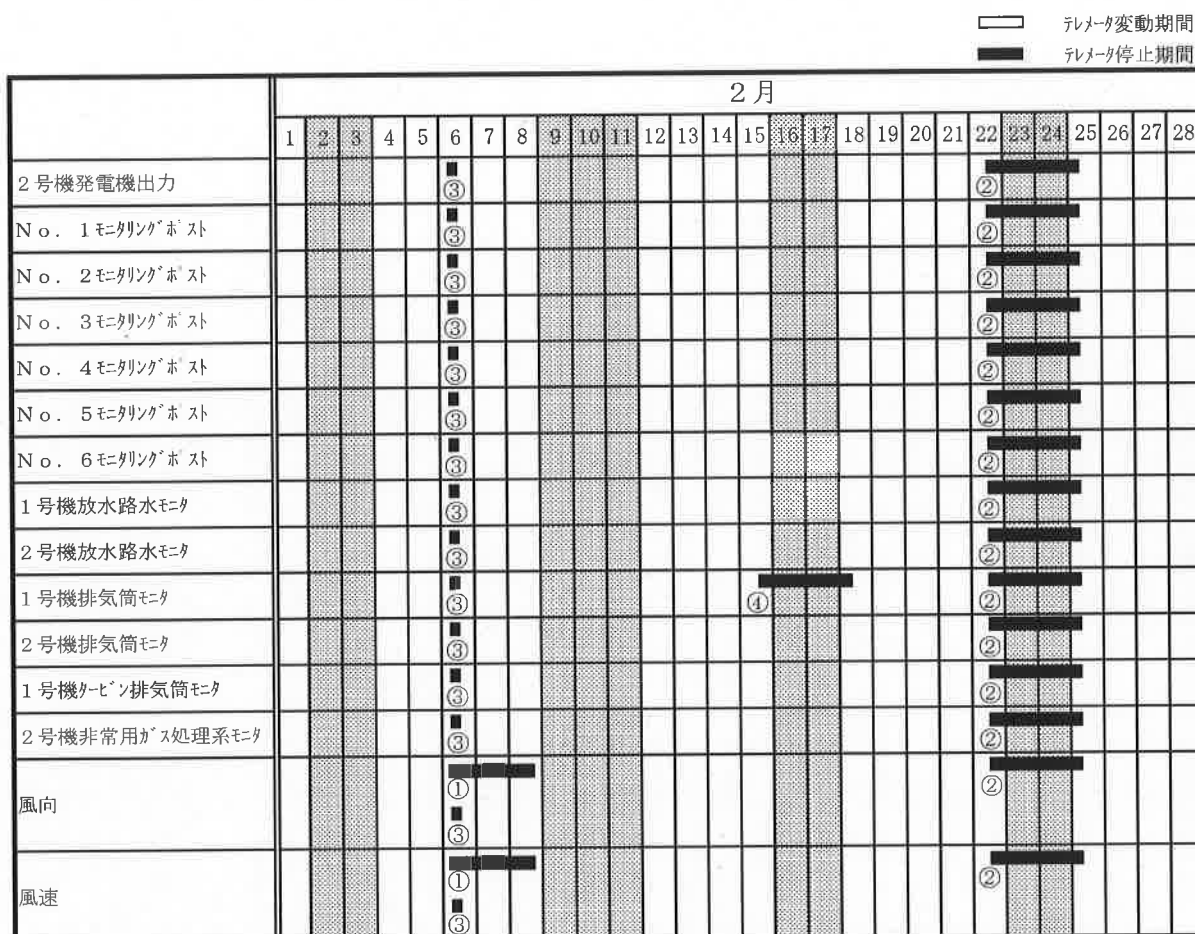 テレメータ変動期間
テレメータ停止期間
2月
1 2 3 4 5 6 7 8 9 10 11 12 13 14 15 16 17 18 19 20 21 22 23 24 25 26 27 28
2号機発電機出力 ③ ②
No. 1モニタリングポスト ③ ②
No. 2モニタリングポスト ③ ②
No. 3モニタリングポスト ③ ②
No. 4モニタリングポスト ③ ②
No. 5モニタリングポスト ③ ②
No. 6モニタリングポスト ③ ②
1号機放水路水モニタ ③ ②
2号機放水路水モニタ ③ ②
1号機排気筒モニタ ③ ④ ②
2号機排気筒モニタ ③ ②
1号機タービン排気筒モニタ ③ ②
2号機非常用ガス処理系モニタ ③ ②
風向 ① ②
③
風速 ① ②
③